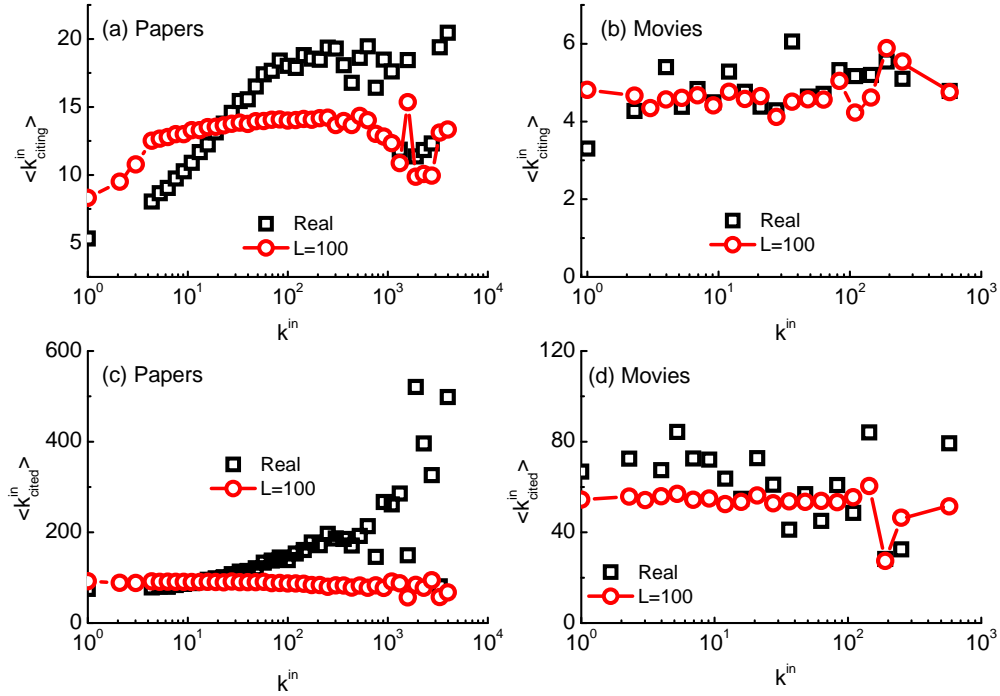 (a) Papers
<k^in_citing>
20
15
10
5
Real
L=100
10^0 10^1 10^2 10^3 10^4
k^in
(b) Movies
<k^in_citing>
6
4
2
0
Real
L=100
10^0 10^1 10^2 10^3
k^in
(c) Papers
<k^in_cited>
600
400
200
0
Real
L=100
10^0 10^1 10^2 10^3 10^4
k^in
(d) Movies
<k^in_cited>
120
80
40
0
Real
L=100
10^0 10^1 10^2 10^3
k^in